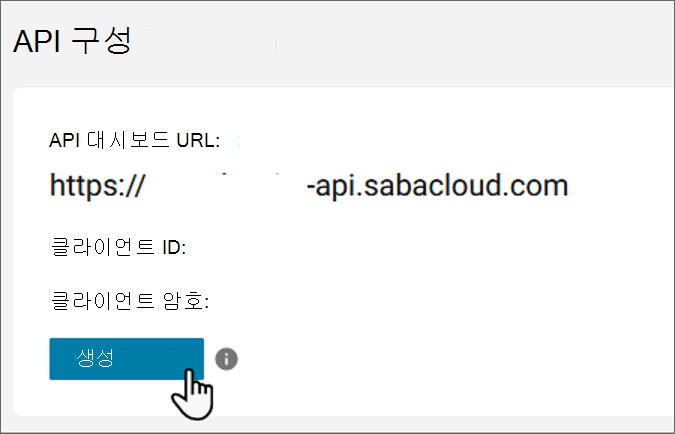 API 구성
API 대시보드 URL:
https:// -api.sabacloud.com
클라이언트 ID:
클라이언트 암호:
생성